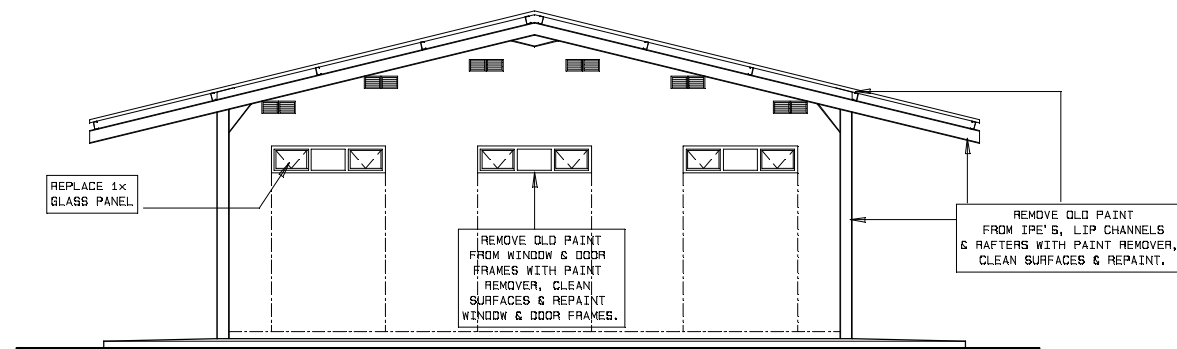 REPLACE 1x
GLASS PANEL
REMOVE OLD PAINT
FROM WINDOW & DOOR
FRAMES WITH PAINT
REMOVER, CLEAN
SURFACES & REPAINT
WINDOW & DOOR FRAMES.
REMOVE OLD PAINT
FROM IPE'S, LIP CHANNELS
& RAFTERS WITH PAINT REMOVER,
CLEAN SURFACES & REPAINT.